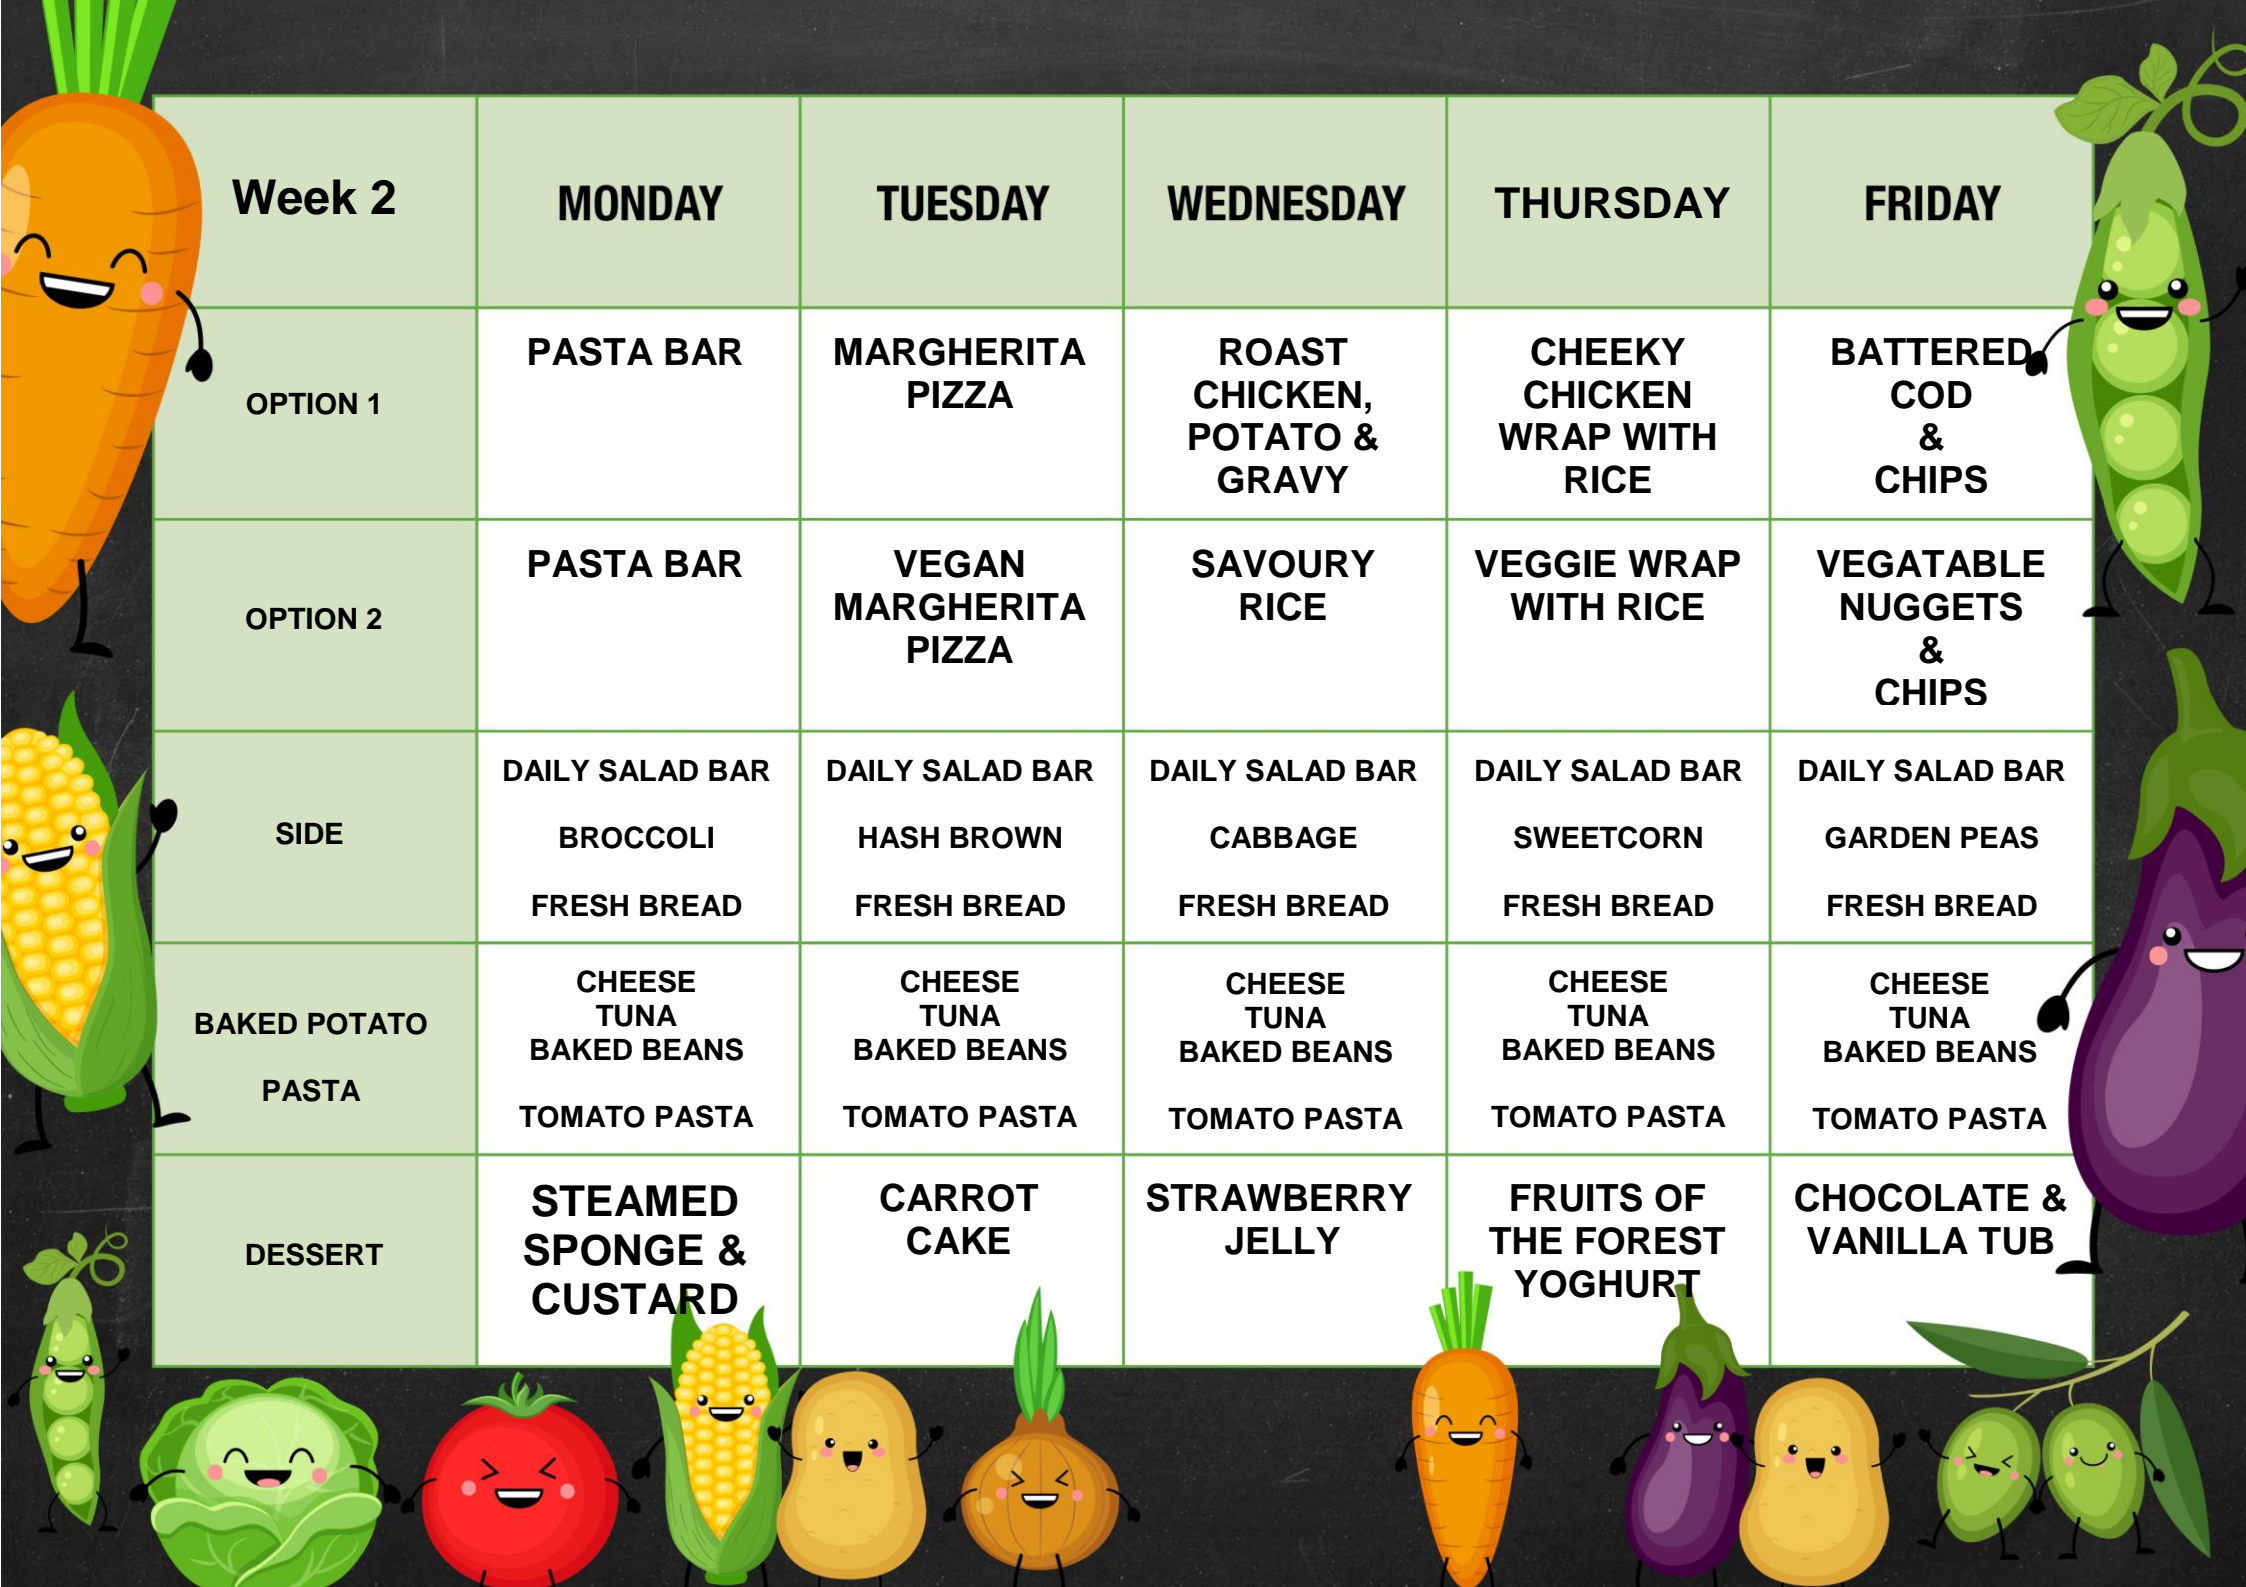 Week 2
MONDAY
TUESDAY
WEDNESDAY
THURSDAY
FRIDAY
OPTION 1
PASTA BAR
MARGHERITA
PIZZA
ROAST
CHICKEN,
POTATO &
GRAVY
CHEEKY
CHICKEN
WRAP WITH
RICE
BATTERED
COD
&
CHIPS
OPTION 2
PASTA BAR
VEGAN
MARGHERITA
PIZZA
SAVOURY
RICE
VEGGIE WRAP
WITH RICE
VEGATABLE
NUGGETS
&
CHIPS
SIDE
DAILY SALAD BAR
BROCCOLI
FRESH BREAD
DAILY SALAD BAR
HASH BROWN
FRESH BREAD
DAILY SALAD BAR
CABBAGE
FRESH BREAD
DAILY SALAD BAR
SWEETCORN
FRESH BREAD
DAILY SALAD BAR
GARDEN PEAS
FRESH BREAD
BAKED POTATO
PASTA
CHEESE
TUNA
BAKED BEANS
TOMATO PASTA
CHEESE
TUNA
BAKED BEANS
TOMATO PASTA
CHEESE
TUNA
BAKED BEANS
TOMATO PASTA
CHEESE
TUNA
BAKED BEANS
TOMATO PASTA
CHEESE
TUNA
BAKED BEANS
TOMATO PASTA
DESSERT
STEAMED
SPONGE &
CUSTARD
CARROT
CAKE
STRAWBERRY
JELLY
FRUITS OF
THE FOREST
YOGHURT
CHOCOLATE &
VANILLA TUB